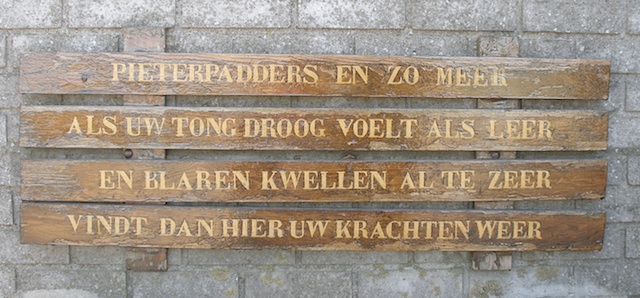 PIETERPADDERS EN ZO MEER
ALS UW TONG DROOG VOELT ALS LEER
EN BLAREN KWELLEN AL TE ZEER
VINDT DAN HIER UW KRACHTEN WEER